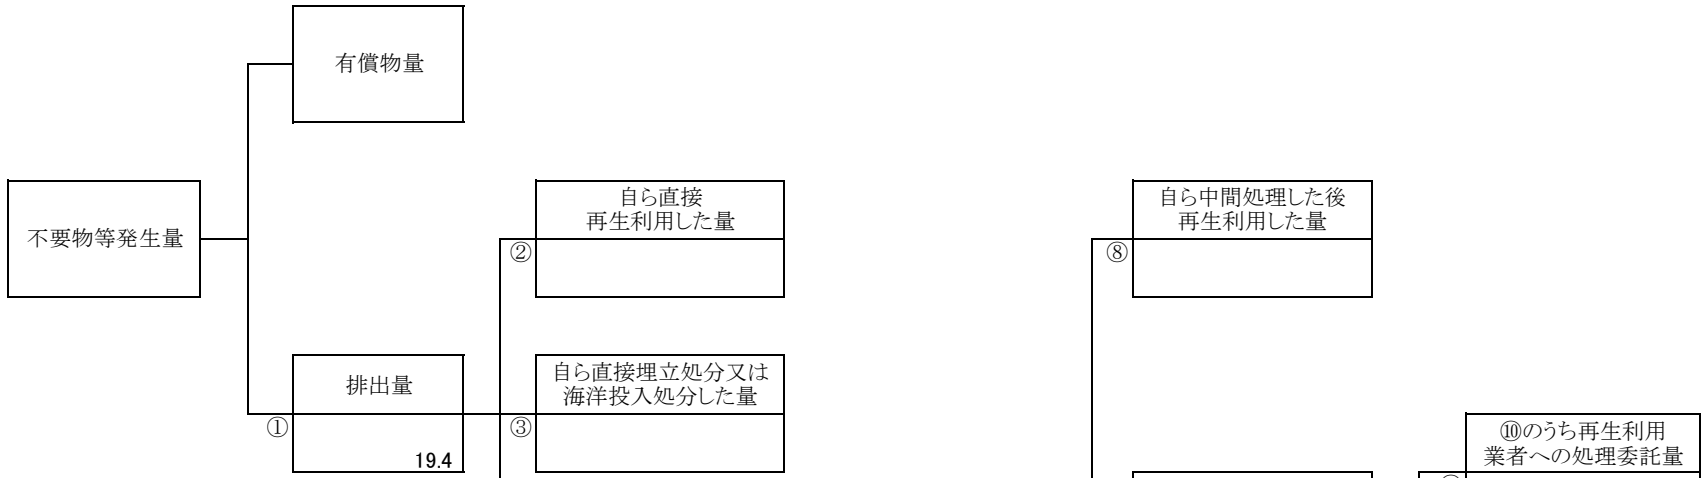 有償物量
不要物等発生量
自ら直接
再生利用した量
②
自ら中間処理した後
再生利用した量
⑧
排出量
①
19.4
自ら直接埋立処分又は
海洋投入処分した量
③
⑩のうち再生利用
業者への処理委託量